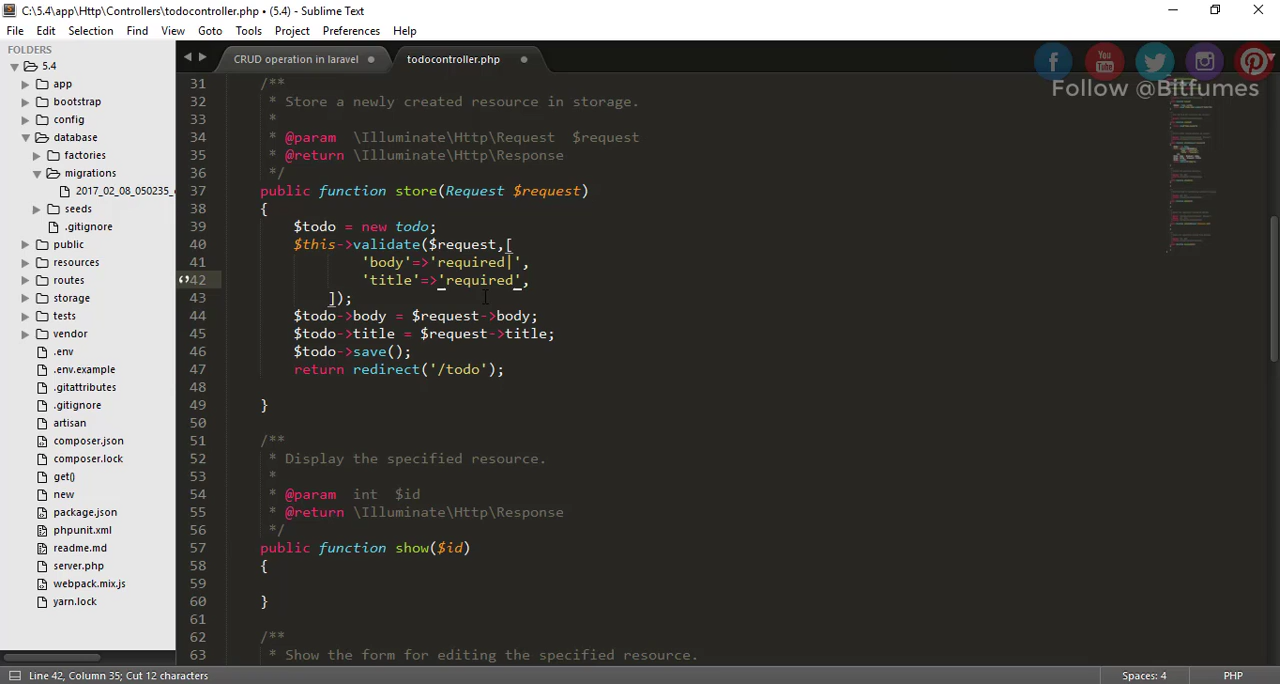 C:\5.4\app\Http\Controllers\todocontroller.php • (5.4) - Sublime Text
File Edit Selection Find View Goto Tools Project Preferences Help
FOLDERS
5.4
app
bootstrap
config
database
factories
migrations
2017_02_08_050235_c
seeds
.gitignore
public
resources
routes
storage
tests
vendor
.env
.env.example
.gitattributes
.gitignore
artisan
composer.json
composer.lock
get()
new
package.json
phpunit.xml
readme.md
server.php
webpack.mix.js
yarn.lock
CRUD operation in laravel
todocontroller.php
You Tube
Follow @Bitfumes
31 /**
32 * Store a newly created resource in storage.
33 *
34 * @param \Illuminate\Http\Request $request
35 * @return \Illuminate\Http\Response
36 */
37 public function store(Request $request)
38 {
39 $todo = new todo;
40 $this->validate($request,[
41 'body'=>'required|',
42 'title'=>'required',
43 ]);
44 $todo->body = $request->body;
45 $todo->title = $request->title;
46 $todo->save();
47 return redirect('/todo');
48
49 }
50
51 /**
52 * Display the specified resource.
53 *
54 * @param int $id
55 * @return \Illuminate\Http\Response
56 */
57 public function show($id)
58 {
59
60 }
61
62 /**
63 * Show the form for editing the specified resource.
Line 42, Column 35; Cut 12 characters
Spaces: 4
PHP